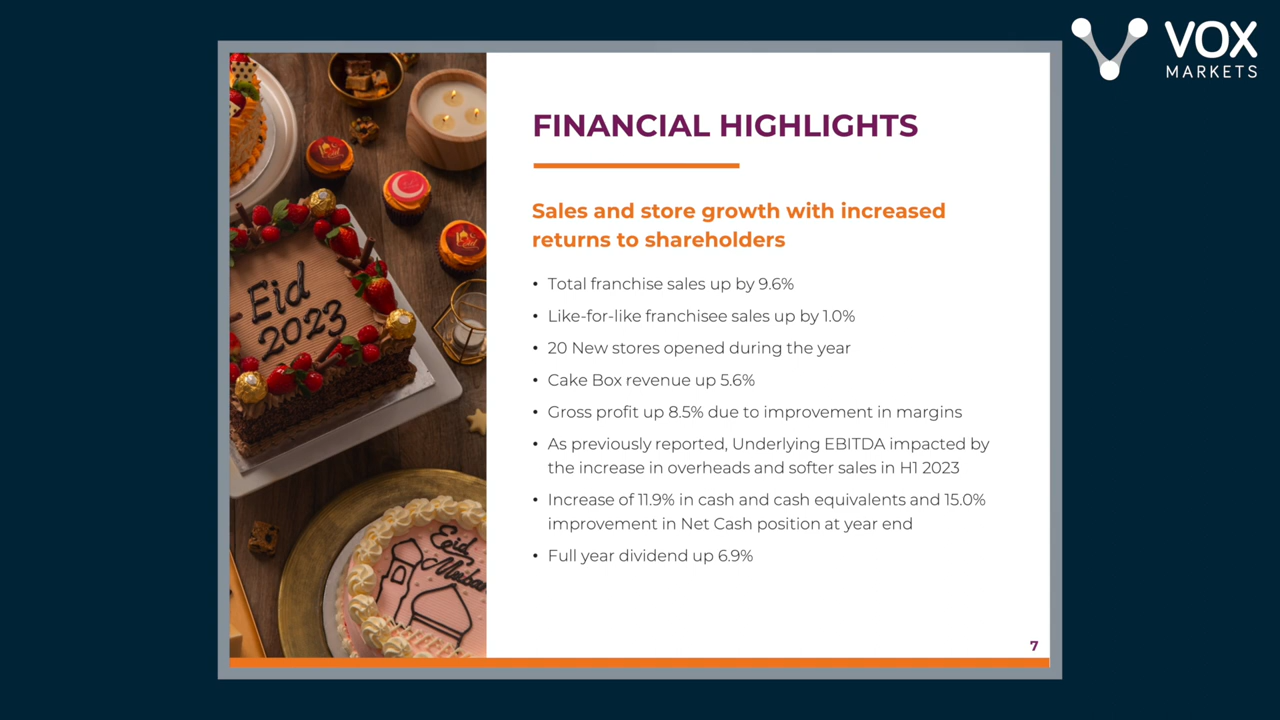 VOX
MARKETS
FINANCIAL HIGHLIGHTS
Sales and store growth with increased
returns to shareholders
• Total franchise sales up by 9.6%
• Like-for-like franchisee sales up by 1.0%
• 20 New stores opened during the year
• Cake Box revenue up 5.6%
• Gross profit up 8.5% due to improvement in margins
• As previously reported, Underlying EBITDA impacted by
the increase in overheads and softer sales in H1 2023
• Increase of 11.9% in cash and cash equivalents and 15.0%
improvement in Net Cash position at year end
• Full year dividend up 6.9%
Eid
2023
Eid
7